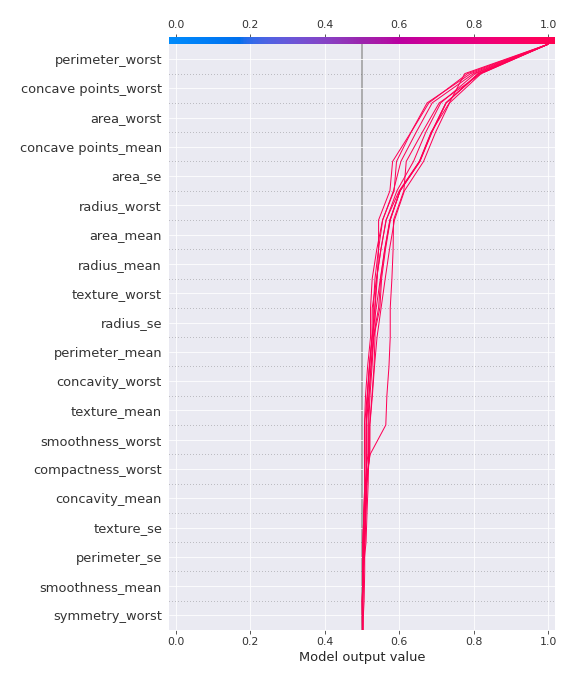 0.0 0.2 0.4 0.6 0.8 1.0
perimeter_worst
concave points_worst
area_worst
concave points_mean
area_se
radius_worst
area_mean
radius_mean
texture_worst
radius_se
perimeter_mean
concavity_worst
texture_mean
smoothness_worst
compactness_worst
concavity_mean
texture_se
perimeter_se
smoothness_mean
symmetry_worst
0.0 0.2 0.4 0.6 0.8 1.0
Model output value